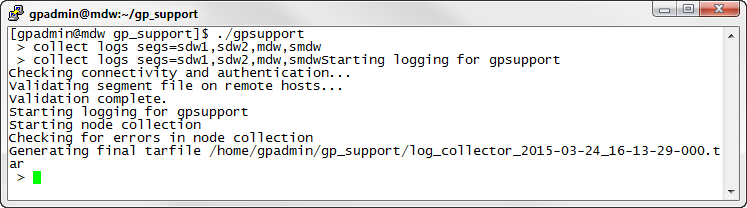 gpadmin@mdw:~/gp_support
[gpadmin@mdw gp_support]$ ./gpsupport
 > collect logs segs=sdw1,sdw2,mdw,smdw
 > collect logs segs=sdw1,sdw2,mdw,smdwStarting logging for gpsupport
Checking connectivity and authentication...
Validating segment file on remote hosts...
Validation complete.
Starting logging for gpsupport
Starting node collection
Checking for errors in node collection
Generating final tarfile /home/gpadmin/gp_support/log_collector_2015-03-24_16-13-29-000.t
ar
 >